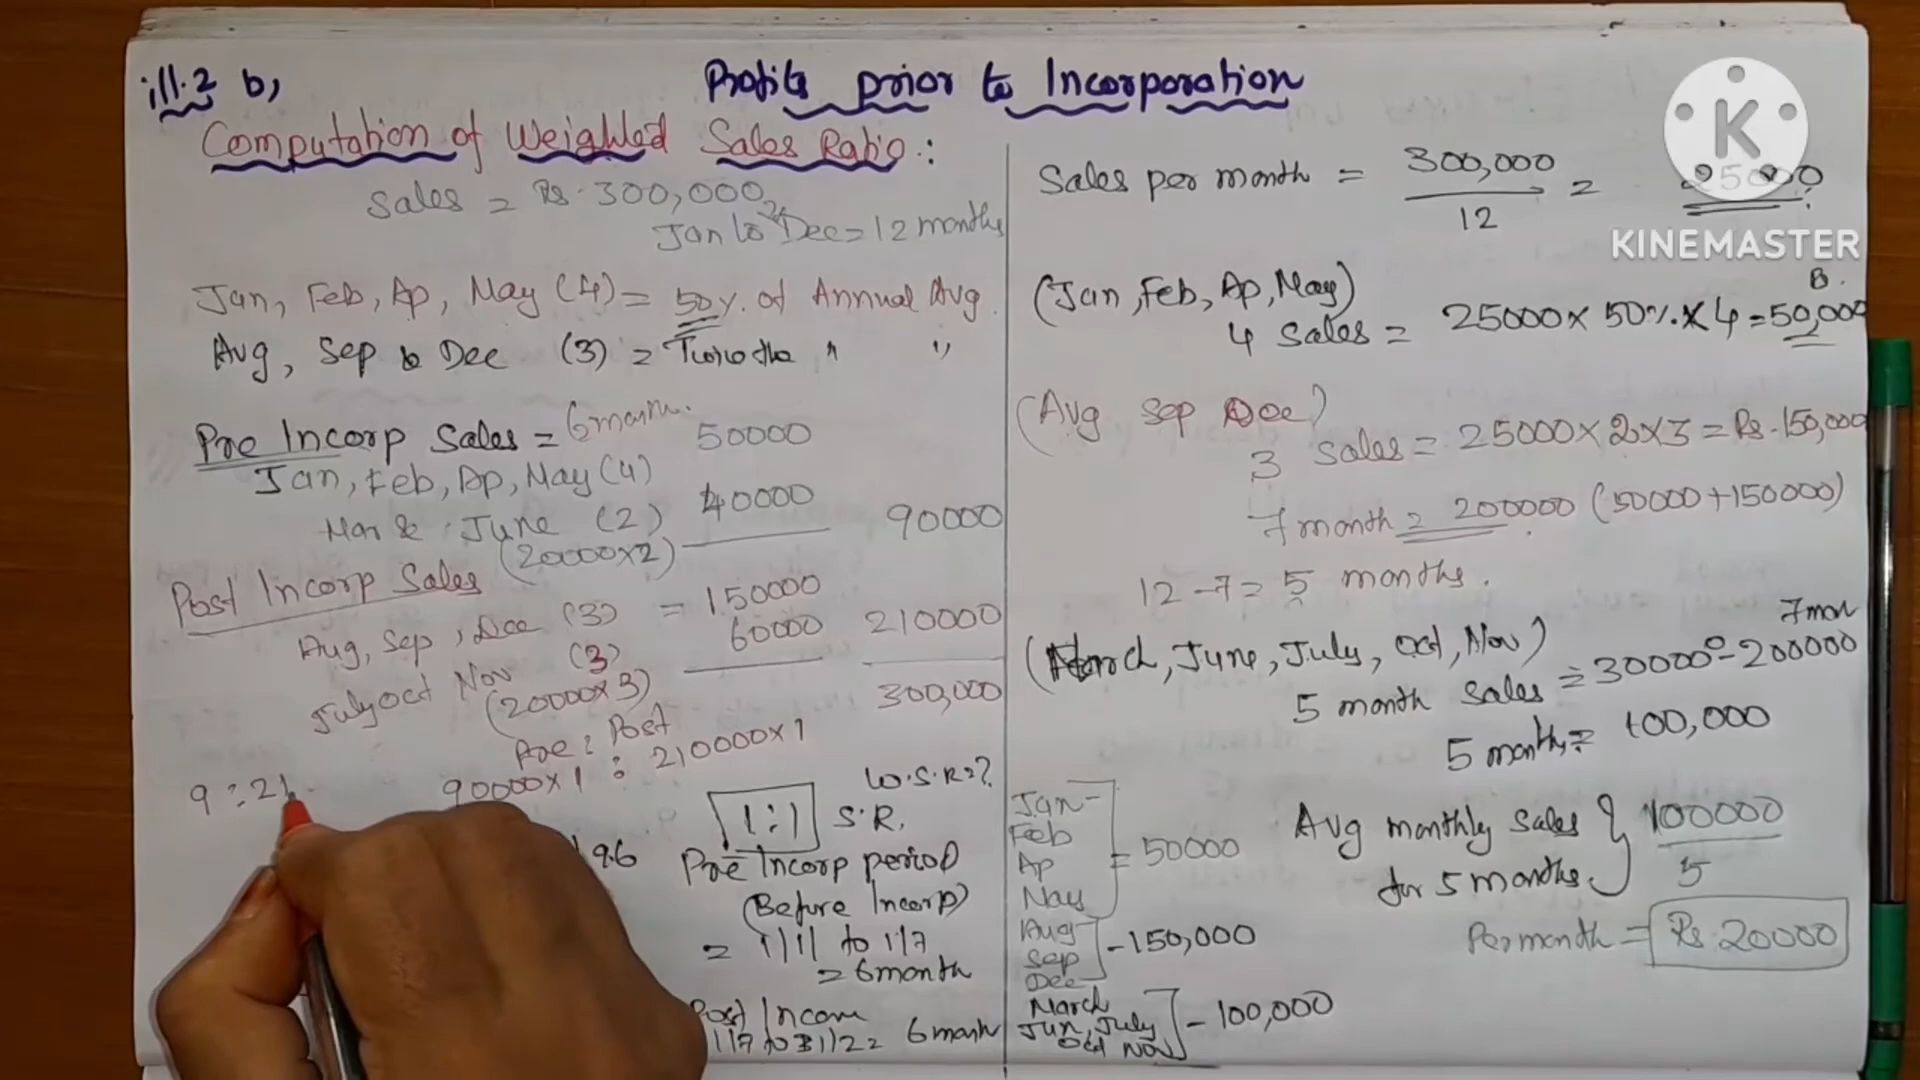 ill.2 b,
Profits prior to Incorporation
Computation of Weighted Sales Ratio :
Sales = Rs. 300,000
Jan to Dec = 12 months
Jan, Feb, Ap, May (4) = 50% of Annual Avg.
Aug, Sep & Dec (3) = Twice the " "
Pre Incorp Sales = 6 month.
Jan, Feb, Ap, May (4) 50000
Mar & June (2) 40000 90000
(20000x2)
Post Incorp Sales
Aug, Sep, Dec (3) = 150000
July Oct Nov (3) 60000 210000
(20000x3) 300,000
Pre : Post
90000x1 : 210000x1
9 : 21
W.S.R=?
1:1 S.R.
Pre Incorp period
(Before Incorp)
= 1/1 to 1/7
= 6 month
Post Incom
1/7 to 31/12 = 6 month
Sales per month = 300,000 / 12 = 25000
KINEMASTER
K
(Jan, Feb, Ap, May)
4 Sales = 25000 x 50% x 4 = 50,000
(Aug Sep Dec)
3 Sales = 25000 x 2 x 3 = Rs. 150,000
7 month = 200000 (50000+150000)
12 - 7 = 5 months.
7 mon
(March, June, July, Oct, Nov)
5 month Sales = 300000 - 200000
5 month = 100,000
Jan
Feb
Ap
May
= 50000
Aug
Sep
Dec
- 150,000
March
Jun, July
Oct Nov
- 100,000
Avg monthly Sales } 100000
for 5 months. 5
Per month = Rs. 20000